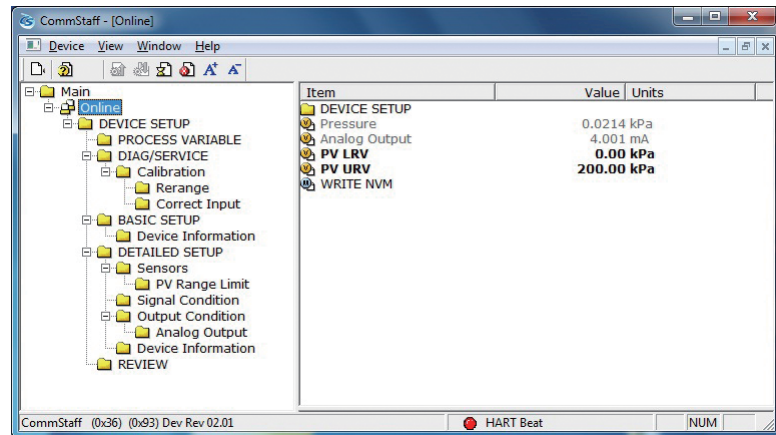 CommStaff - [Online]
Device View Window Help
Main
Online
DEVICE SETUP
PROCESS VARIABLE
DIAG/SERVICE
Calibration
Rerange
Correct Input
BASIC SETUP
Device Information
DETAILED SETUP
Sensors
PV Range Limit
Signal Condition
Output Condition
Analog Output
Device Information
REVIEW
Item Value Units
DEVICE SETUP
Pressure 0.0214 kPa
Analog Output 4.001 mA
PV LRV 0.00 kPa
PV URV 200.00 kPa
WRITE NVM
CommStaff (0x36) (0x93) Dev Rev 02.01 HART Beat NUM